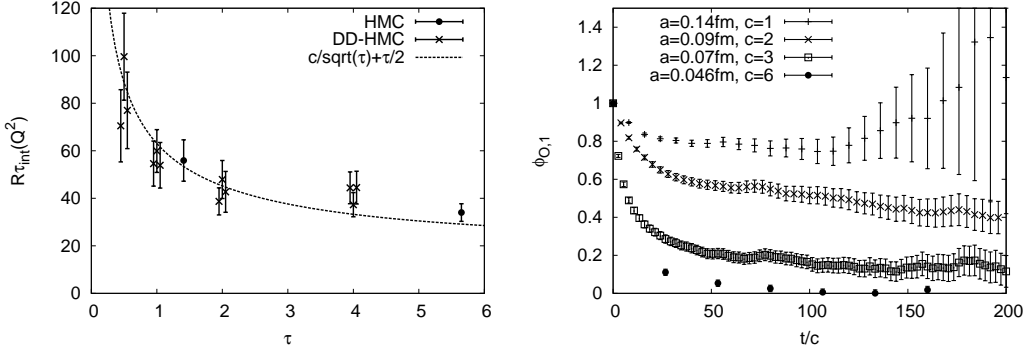 120
100
80
60
40
20
0
0 1 2 3 4 5 6
Rτint(Q²)
τ
HMC
DD-HMC
c/sqrt(τ)+τ/2
1.4
1.2
1
0.8
0.6
0.4
0.2
0
0 50 100 150 200
ϕO,1
t/c
a=0.14fm, c=1
a=0.09fm, c=2
a=0.07fm, c=3
a=0.046fm, c=6